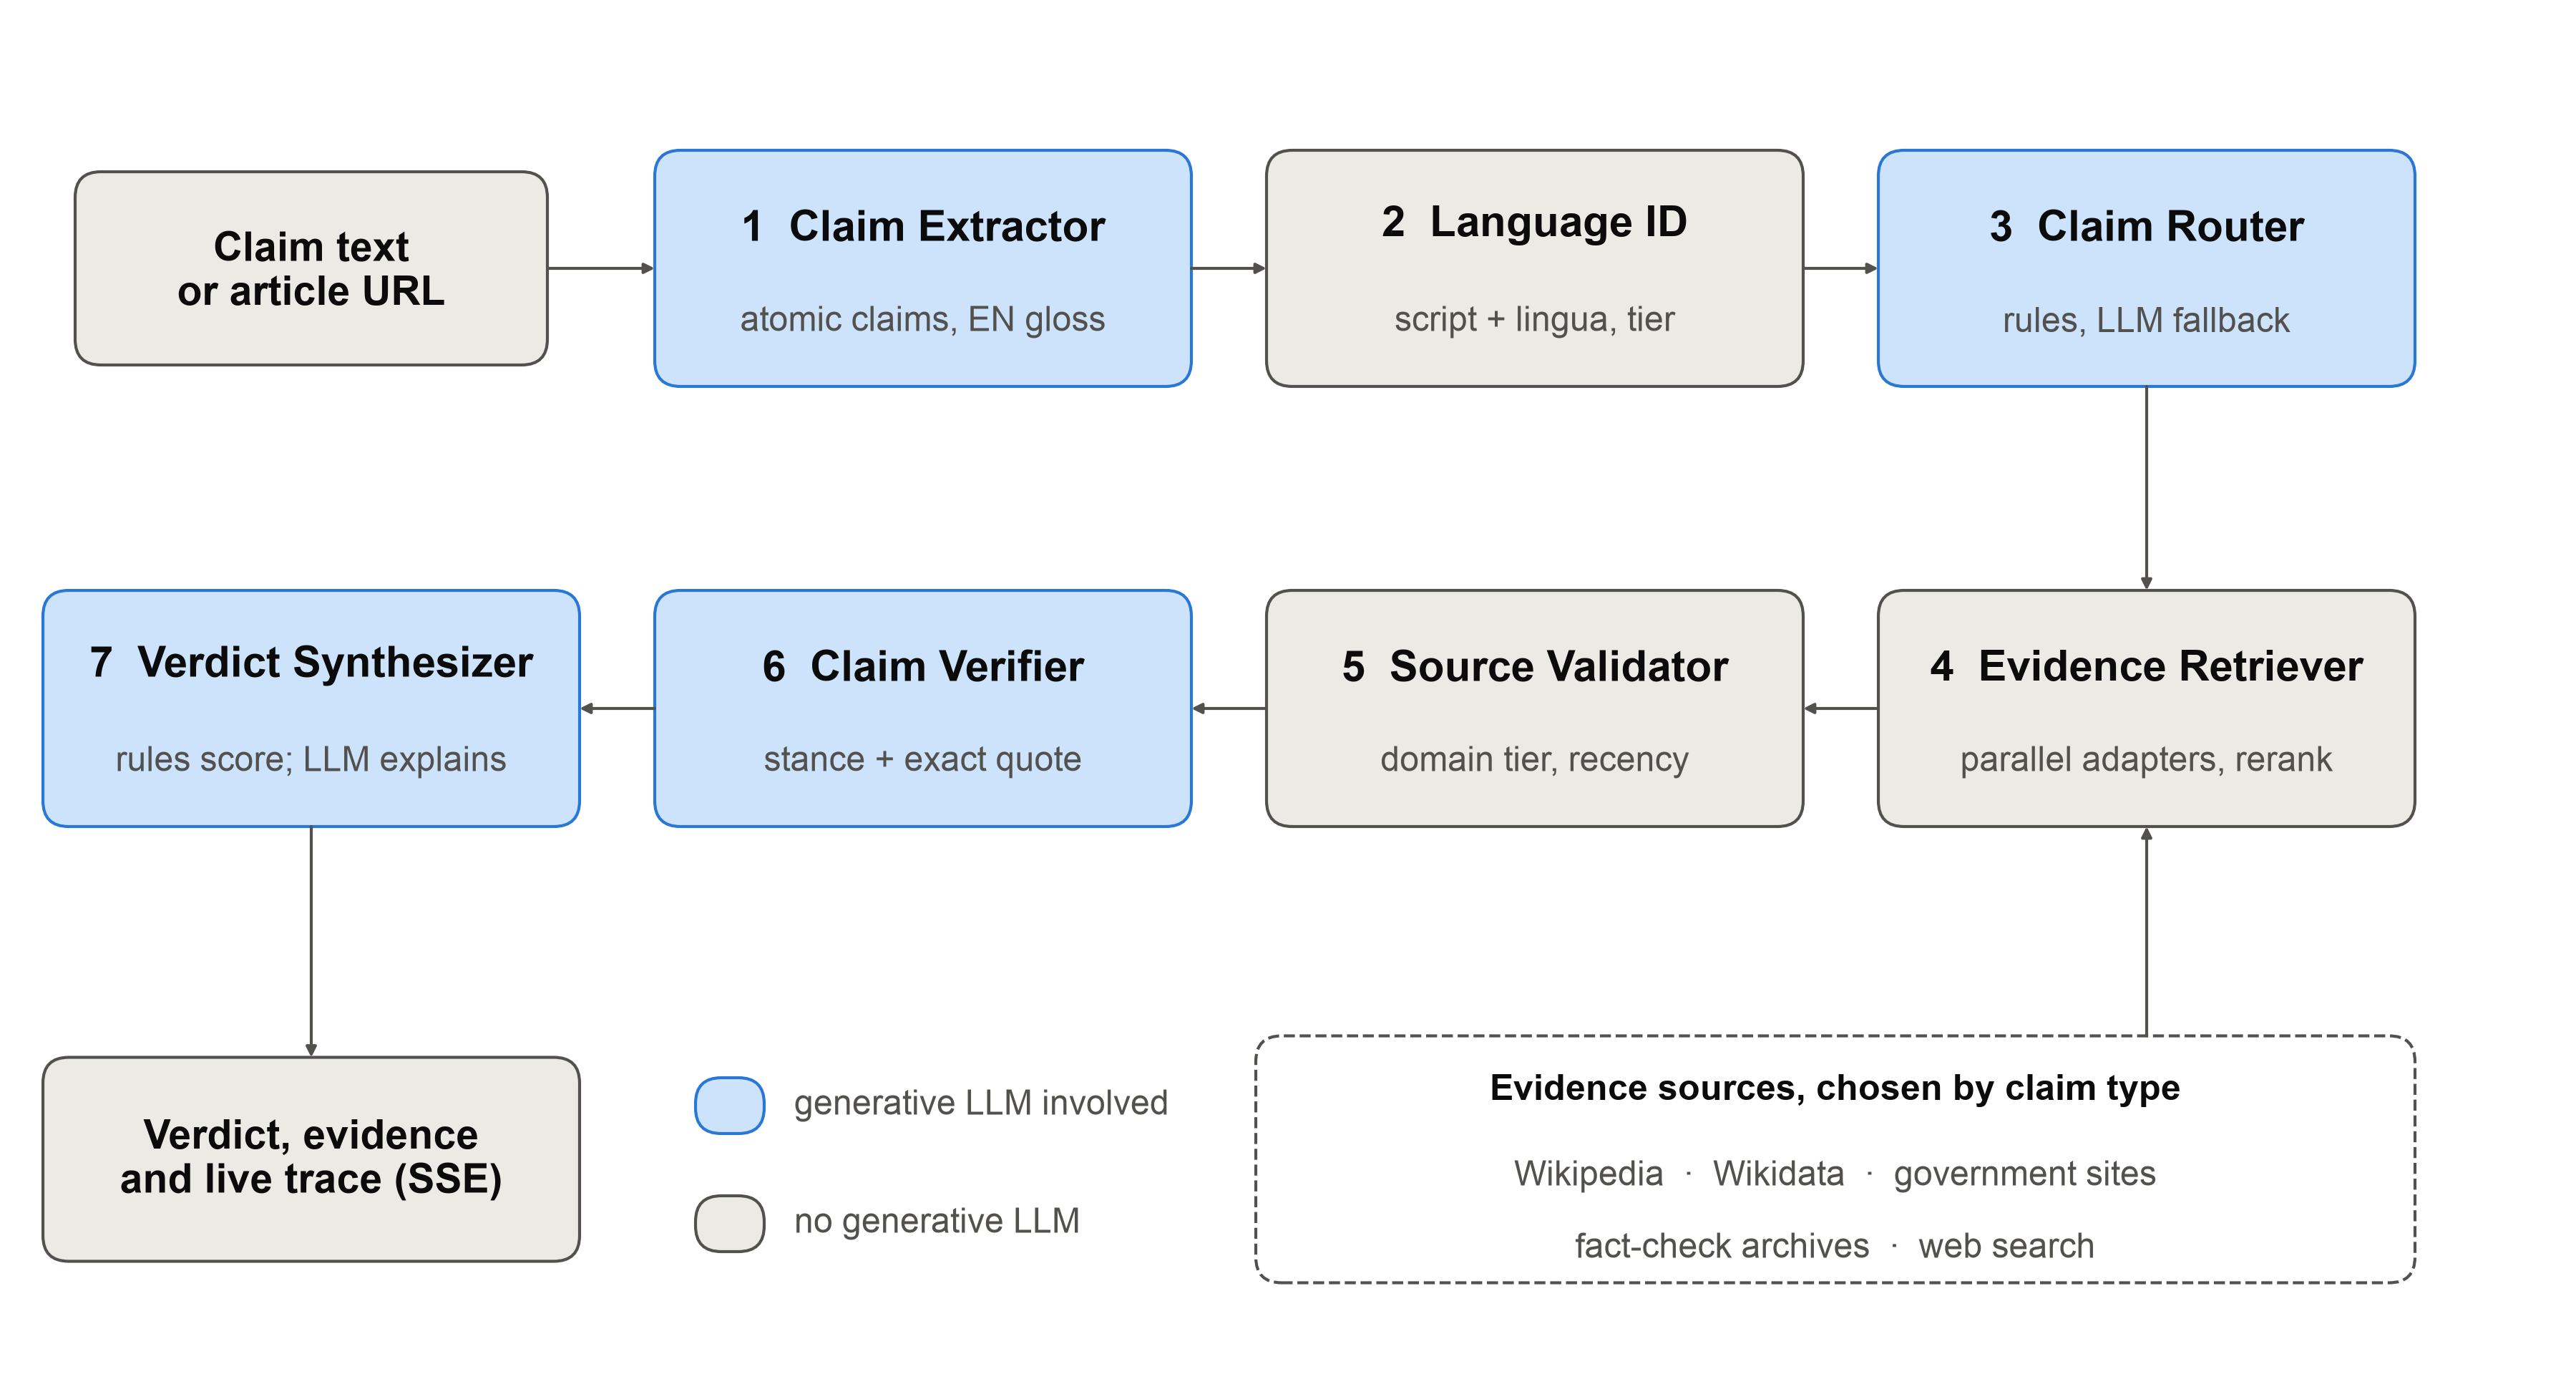 Claim text
or article URL
1 Claim Extractor
atomic claims, EN gloss
2 Language ID
script + lingua, tier
3 Claim Router
rules, LLM fallback
7 Verdict Synthesizer
rules score; LLM explains
6 Claim Verifier
stance + exact quote
5 Source Validator
domain tier, recency
4 Evidence Retriever
parallel adapters, rerank
Verdict, evidence
and live trace (SSE)
generative LLM involved
no generative LLM
Evidence sources, chosen by claim type
Wikipedia · Wikidata · government sites
fact-check archives · web search